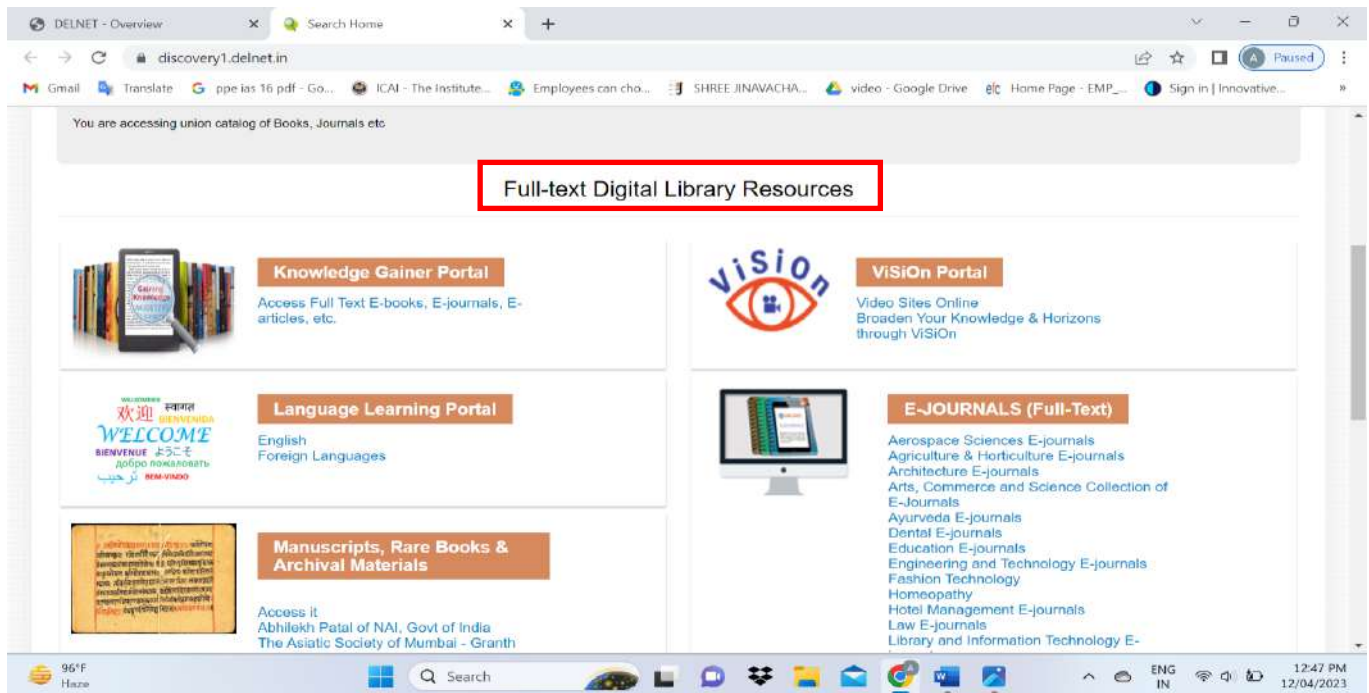 DELNET - Overview
Search Home
discovery1.delnet.in
Paused
Gmail
Translate
ppe ias 16 pdf - Go...
ICAI - The Institute...
Employees can cho...
SHREE JINAVACHA...
video - Google Drive
Home Page - EMP_...
Sign in | Innovative...
You are accessing union catalog of Books, Journals etc
Full-text Digital Library Resources
Gaining
Knowledge
Knowledge Gainer Portal
Access Full Text E-books, E-journals, E-
articles, etc.
ViSiOn
ViSiOn Portal
Video Sites Online
Broaden Your Knowledge & Horizons
through ViSiOn
欢迎 स्वागत
BIENVENIDA
WELCOME
BIENVENUE ようこそ
добро пожаловать
BEM-VINDO
Language Learning Portal
English
Foreign Languages
E-JOURNALS (Full-Text)
Aerospace Sciences E-journals
Agriculture & Horticulture E-journals
Architecture E-journals
Arts, Commerce and Science Collection of
E-Journals
Ayurveda E-journals
Dental E-journals
Education E-journals
Engineering and Technology E-journals
Fashion Technology
Homeopathy
Hotel Management E-journals
Law E-journals
Library and Information Technology E-
Manuscripts, Rare Books &
Archival Materials
Access it
Abhilekh Patal of NAI, Govt of India
The Asiatic Society of Mumbai - Granth
96°F
Haze
Search
ENG
IN
12:47 PM
12/04/2023